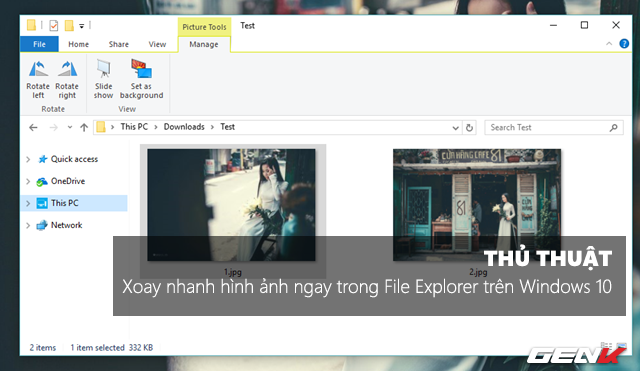 Picture Tools
Test
File
Home
Share
View
Manage
Rotate left
Rotate right
Slide show
Set as background
Rotate
View
This PC
Downloads
Test
Search Test
Quick access
OneDrive
This PC
Network
CỬA HÀNG CAFE 81
81
1.jpg
2.jpg
THỦ THUẬT
Xoay nhanh hình ảnh ngay trong File Explorer trên Windows 10
2 items
1 item selected
332 KB
GENK